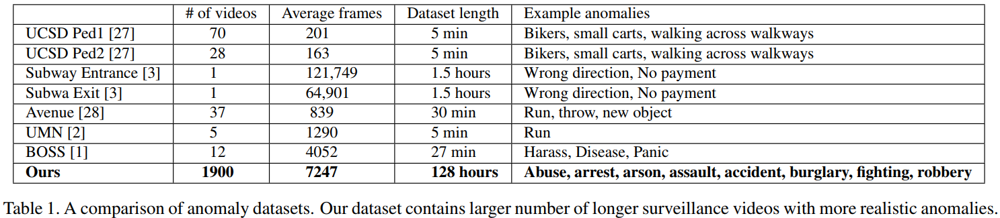 # of videos Average frames Dataset length Example anomalies
UCSD Ped1 [27] 70 201 5 min Bikers, small carts, walking across walkways
UCSD Ped2 [27] 28 163 5 min Bikers, small carts, walking across walkways
Subway Entrance [3] 1 121,749 1.5 hours Wrong direction, No payment
Subwa Exit [3] 1 64,901 1.5 hours Wrong direction, No payment
Avenue [28] 37 839 30 min Run, throw, new object
UMN [2] 5 1290 5 min Run
BOSS [1] 12 4052 27 min Harass, Disease, Panic
Ours 1900 7247 128 hours Abuse, arrest, arson, assault, accident, burglary, fighting, robbery
Table 1. A comparison of anomaly datasets. Our dataset contains larger number of longer surveillance videos with more realistic anomalies.